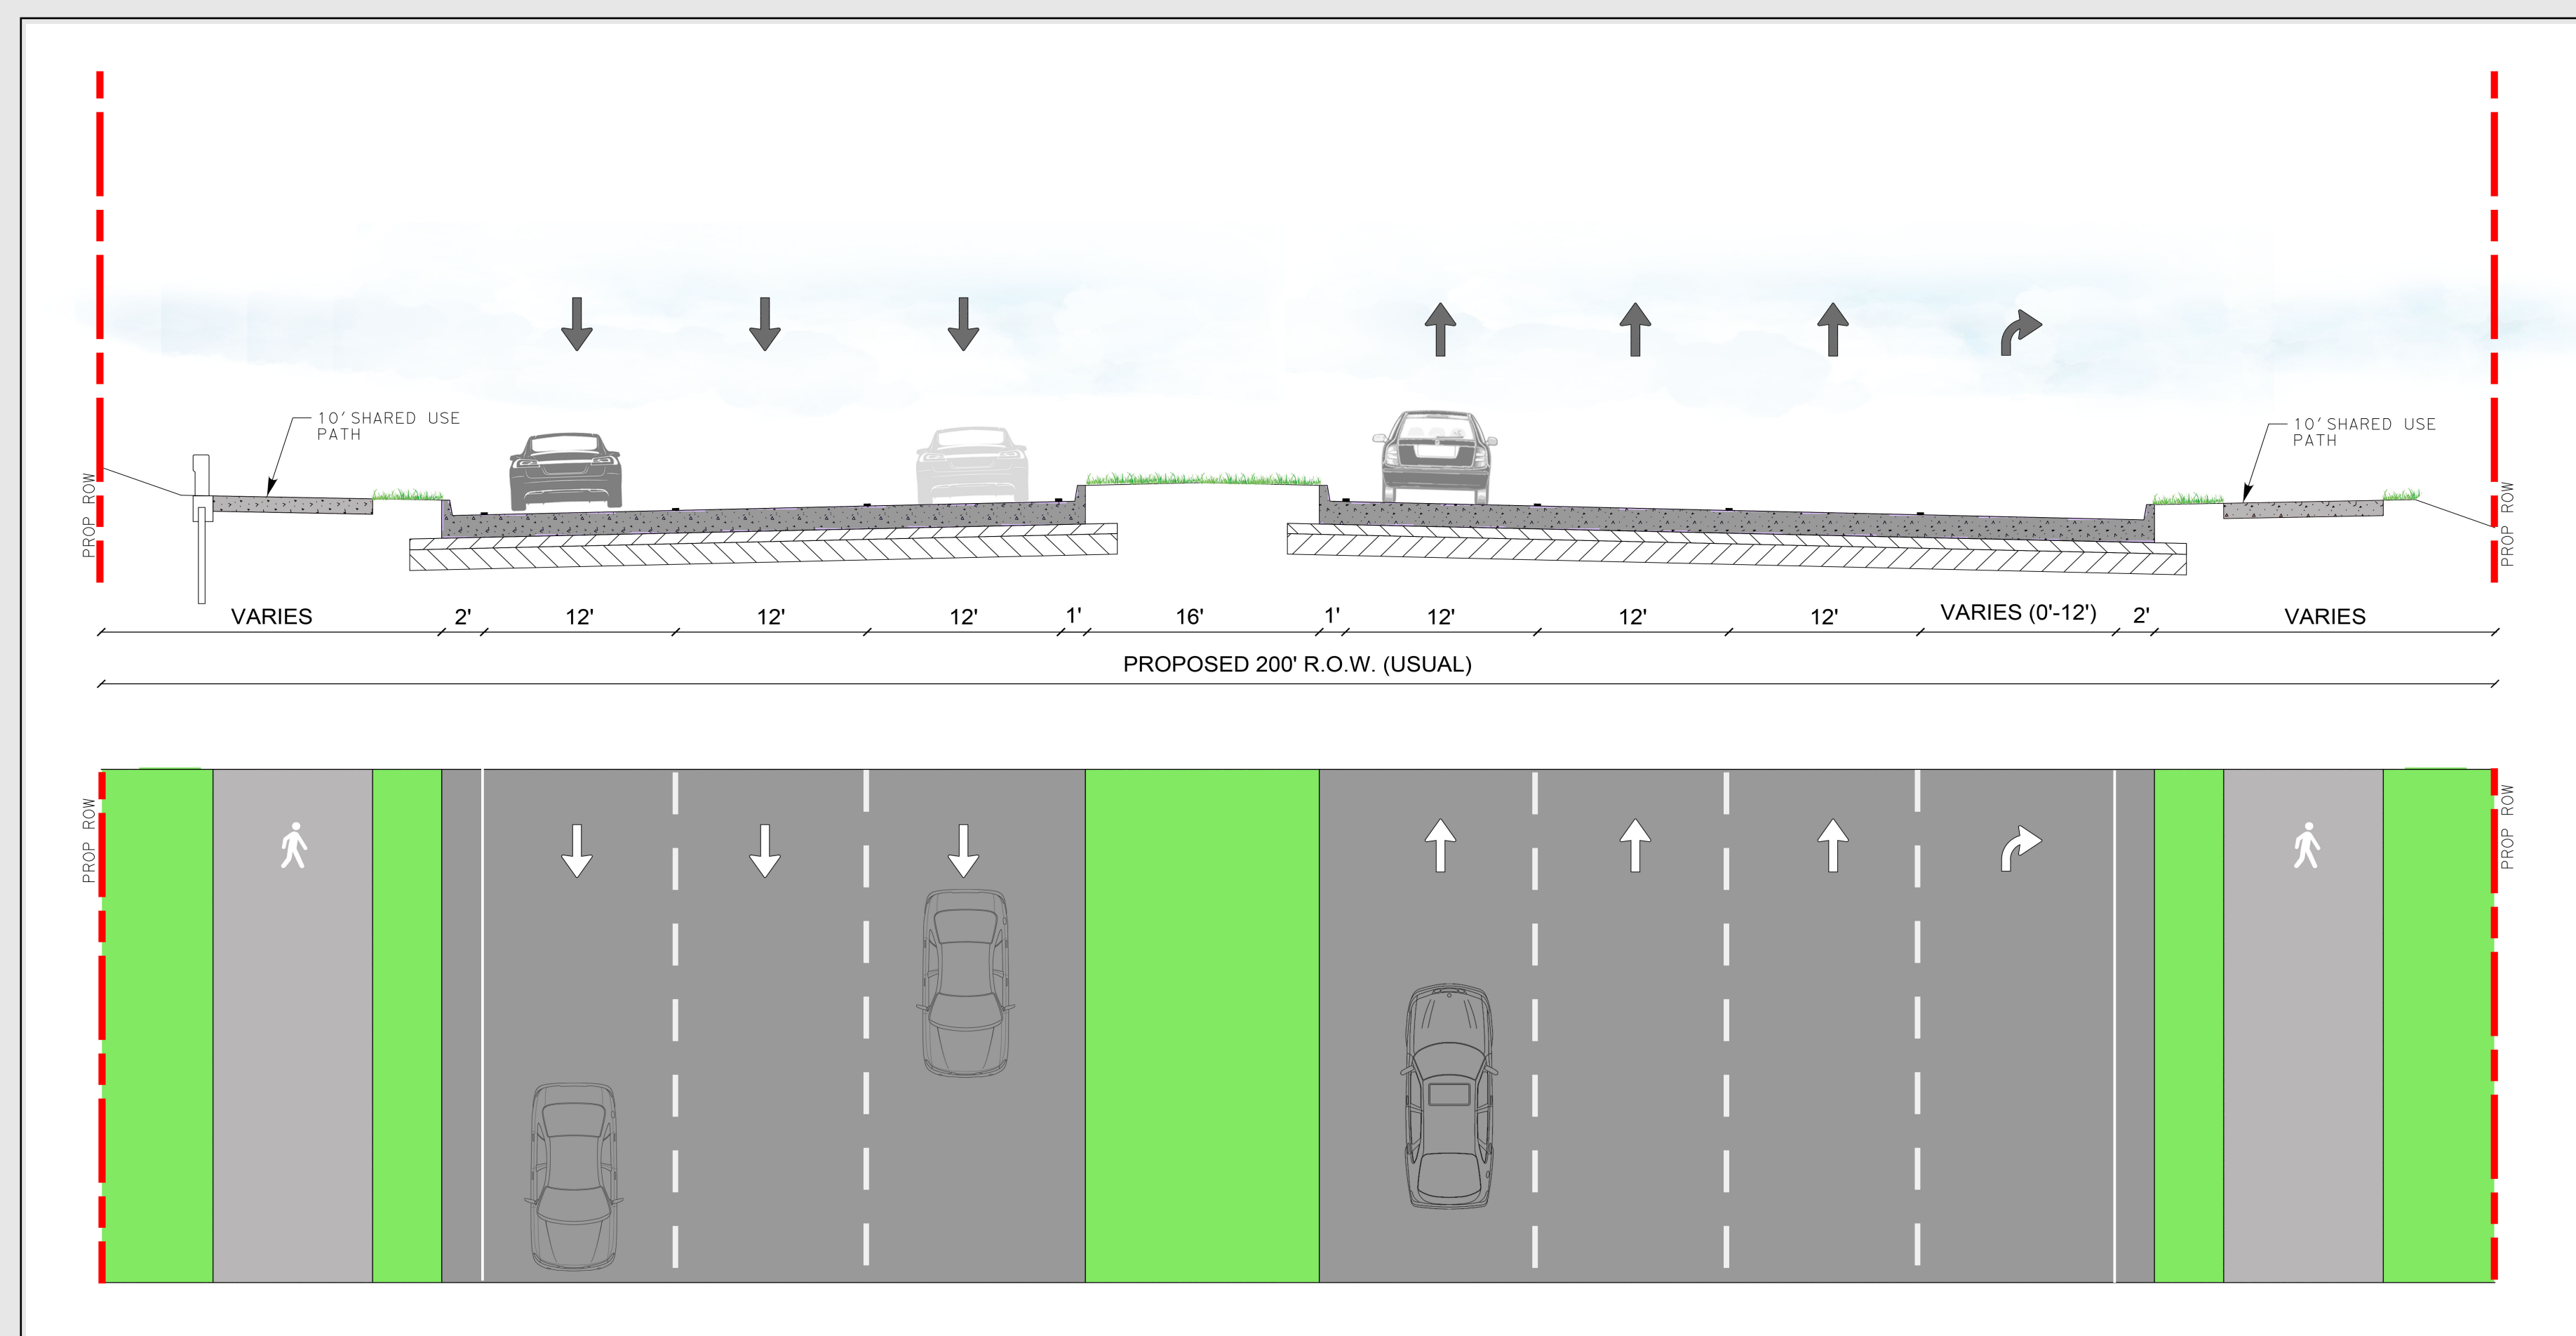 10' SHARED USE
PATH
10' SHARED USE
PATH
PROP ROW
PROP ROW
VARIES 2' 12' 12' 12' 1' 16' 1' 12' 12' 12' VARIES (0'-12') 2' VARIES
PROPOSED 200' R.O.W. (USUAL)
PROP ROW
PROP ROW